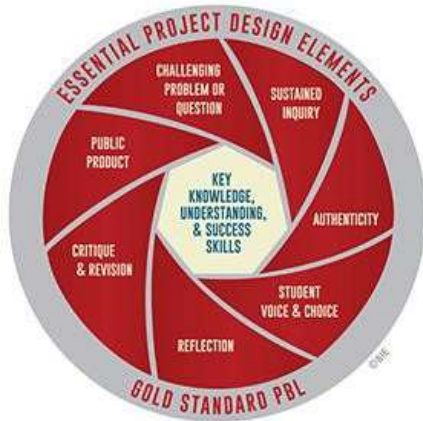 ESSENTIAL PROJECT DESIGN ELEMENTS
CHALLENGING
PROBLEM OR
QUESTION
SUSTAINED
INQUIRY
AUTHENTICITY
STUDENT
VOICE & CHOICE
REFLECTION
CRITIQUE
& REVISION
PUBLIC
PRODUCT
KEY
KNOWLEDGE,
UNDERSTANDING,
& SUCCESS
SKILLS
GOLD STANDARD PBL
©BIE